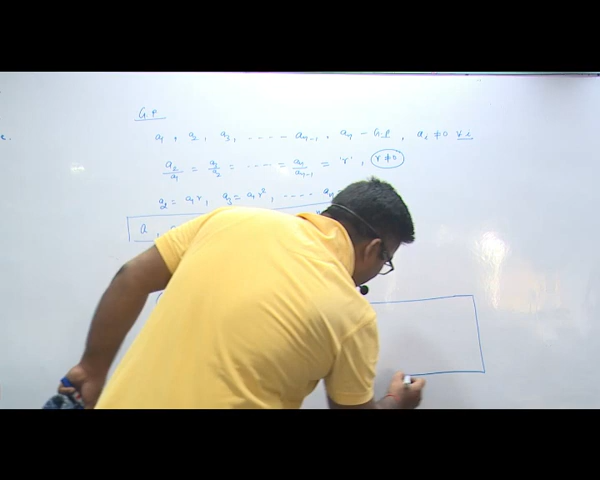 G.P
a₁, a₂, a₃, ----- aₙ₋₁, aₙ - G.P, aᵢ ≠ 0 ∀ i
a₂/a₁ = a₃/a₂ = ----- = aₙ/aₙ₋₁ = 'r', r ≠ 0
a₂ = a₁r, a₃ = a₁r², ----- aₙ
a,